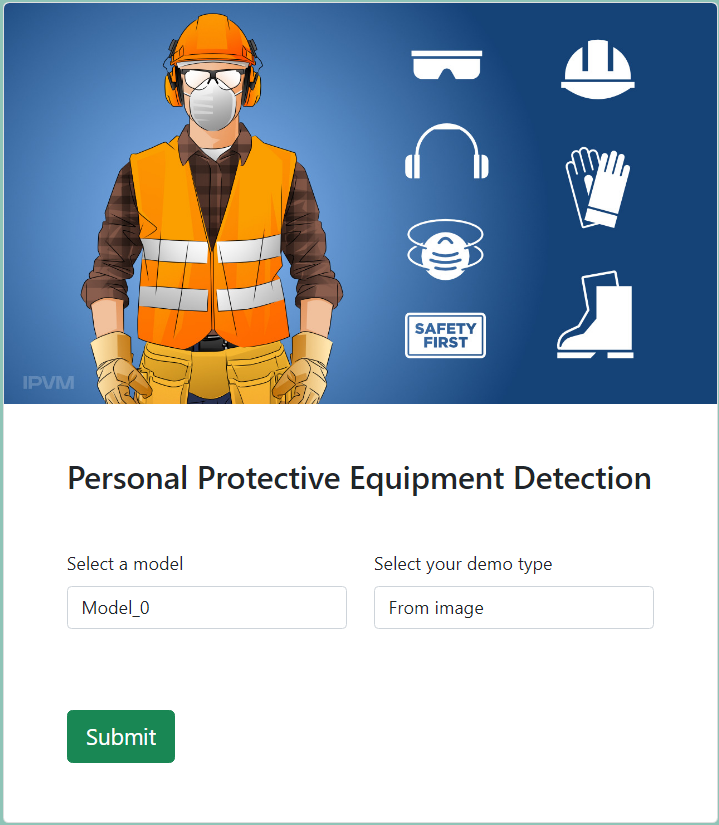 SAFETY
FIRST
IPVM
Personal Protective Equipment Detection
Select a model
Select your demo type
Model_0
From image
Submit